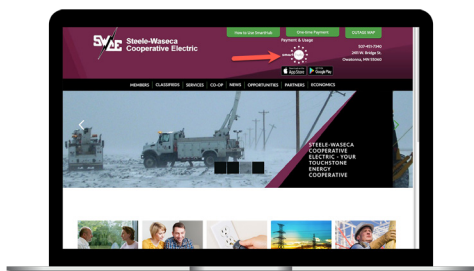 SWCE
Steele-Waseca
Cooperative Electric
How to Use SmartHub
One-time Payment
OUTAGE MAP
Payment & Usage
507-451-7340
2411 W. Bridge St.
Owatonna, MN 55060
App Store
Google Play
MEMBERS | CLASSIFIEDS | SERVICES | CO-OP | NEWS | OPPORTUNITIES | PARTNERS | ECONOMICS
STEELE-WASECA
COOPERATIVE
ELECTRIC - YOUR
TOUCHSTONE
ENERGY
COOPERATIVE